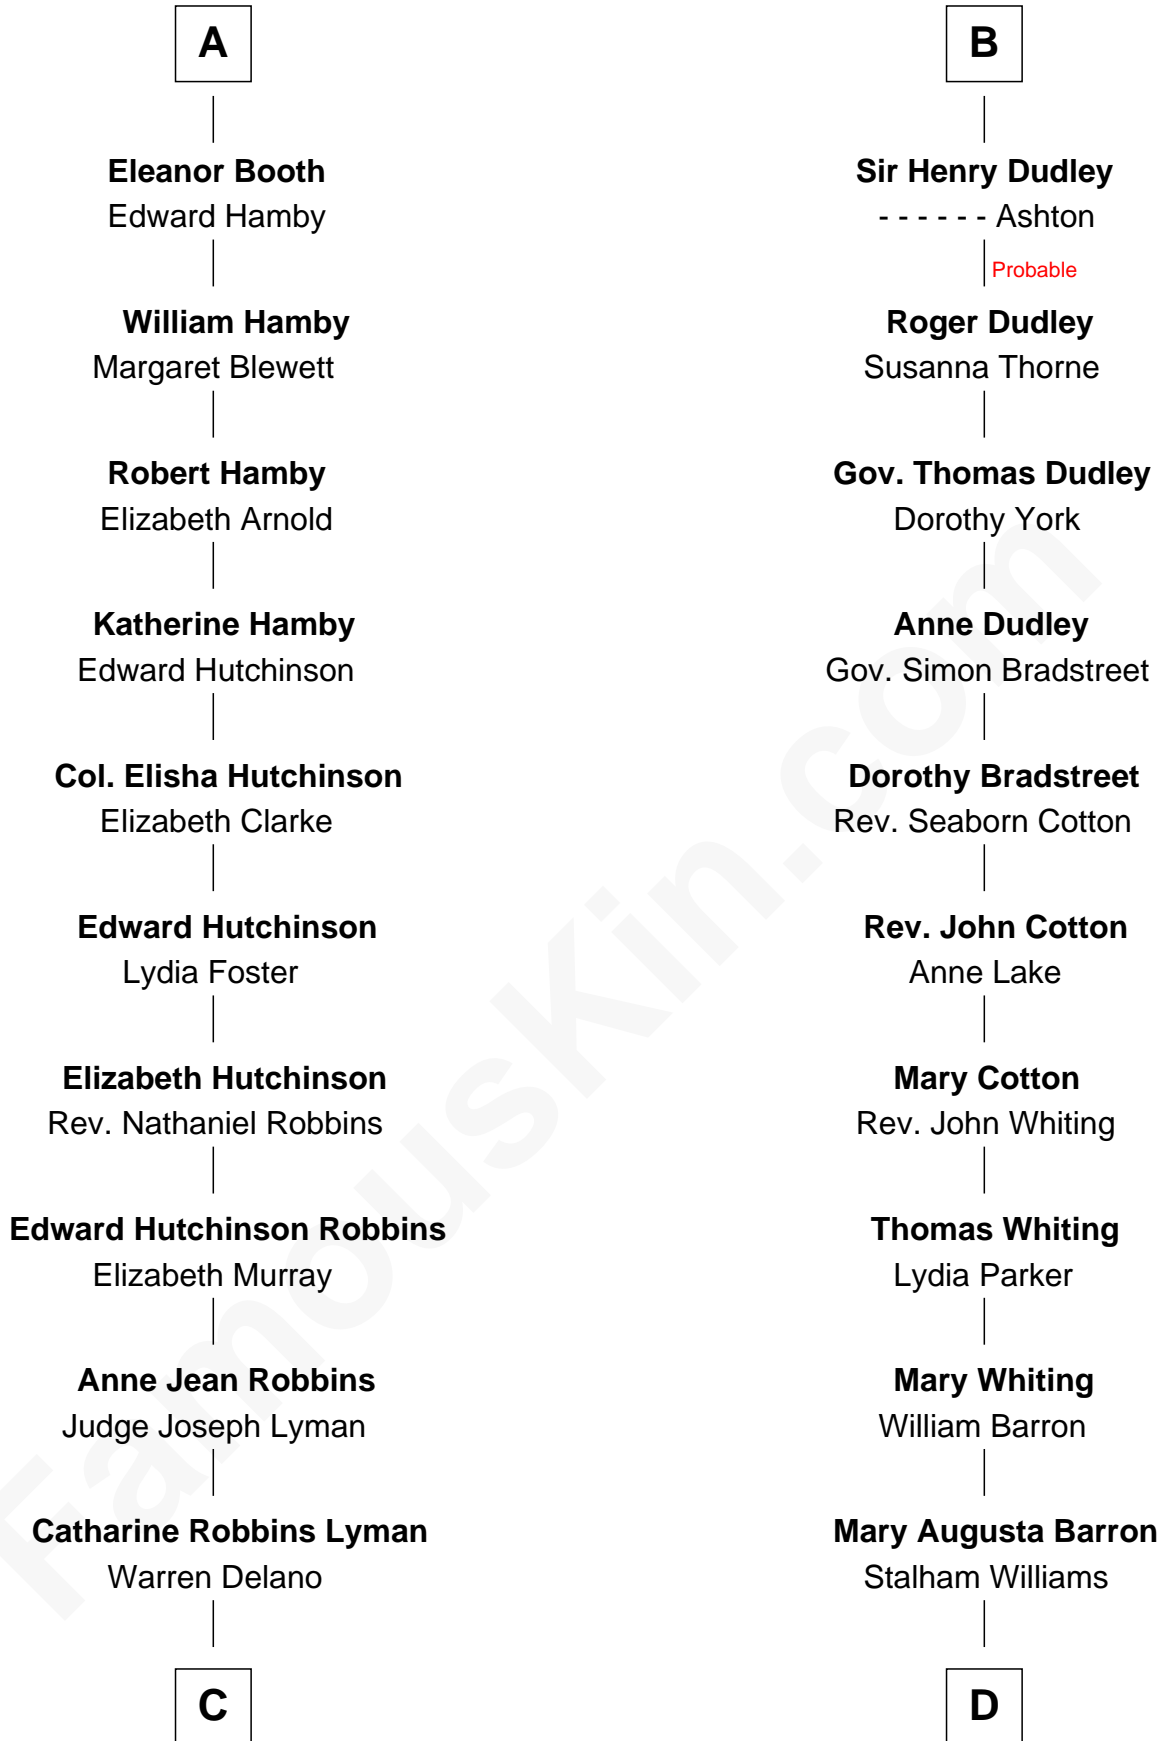 A
Eleanor Booth
Edward Hamby
William Hamby
Margaret Blewett
Robert Hamby
Elizabeth Arnold
Katherine Hamby
Edward Hutchinson
Col. Elisha Hutchinson
Elizabeth Clarke
Edward Hutchinson
Lydia Foster
Elizabeth Hutchinson
Rev. Nathaniel Robbins
Edward Hutchinson Robbins
Elizabeth Murray
Anne Jean Robbins
Judge Joseph Lyman
Catharine Robbins Lyman
Warren Delano
C
B
Sir Henry Dudley
- - - - - - Ashton
Probable
Roger Dudley
Susanna Thorne
Gov. Thomas Dudley
Dorothy York
Anne Dudley
Gov. Simon Bradstreet
Dorothy Bradstreet
Rev. Seaborn Cotton
Rev. John Cotton
Anne Lake
Mary Cotton
Rev. John Whiting
Thomas Whiting
Lydia Parker
Mary Whiting
William Barron
Mary Augusta Barron
Stalham Williams
D
FamousKin.com